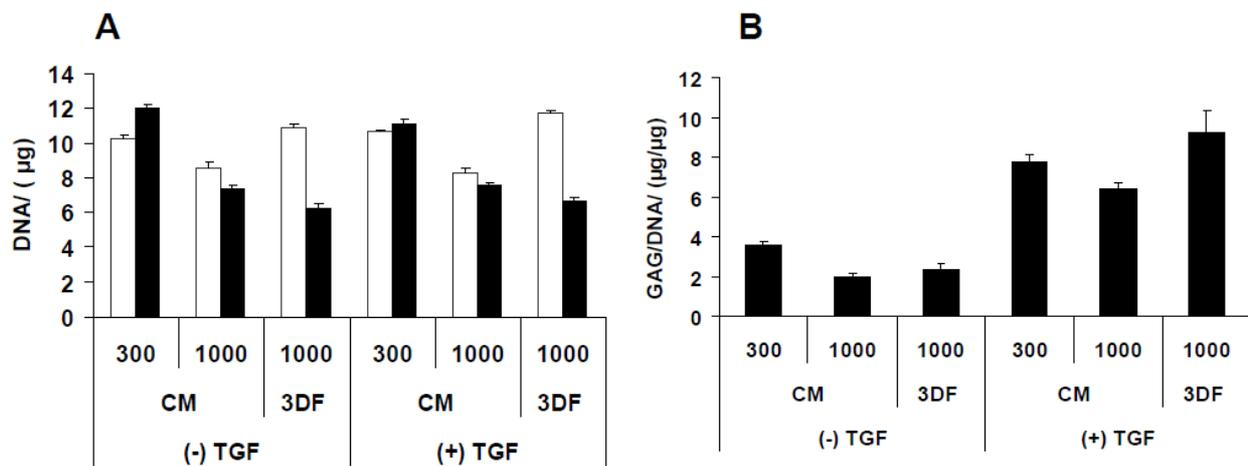 A
DNA/ ( µg)
14
12
10
8
6
4
2
0
300 1000 1000 300 1000 1000
CM 3DF CM 3DF
(-) TGF (+) TGF
B
GAG/DNA/ (µg/µg)
12
10
8
6
4
2
0
300 1000 1000 300 1000 1000
CM 3DF CM 3DF
(-) TGF (+) TGF